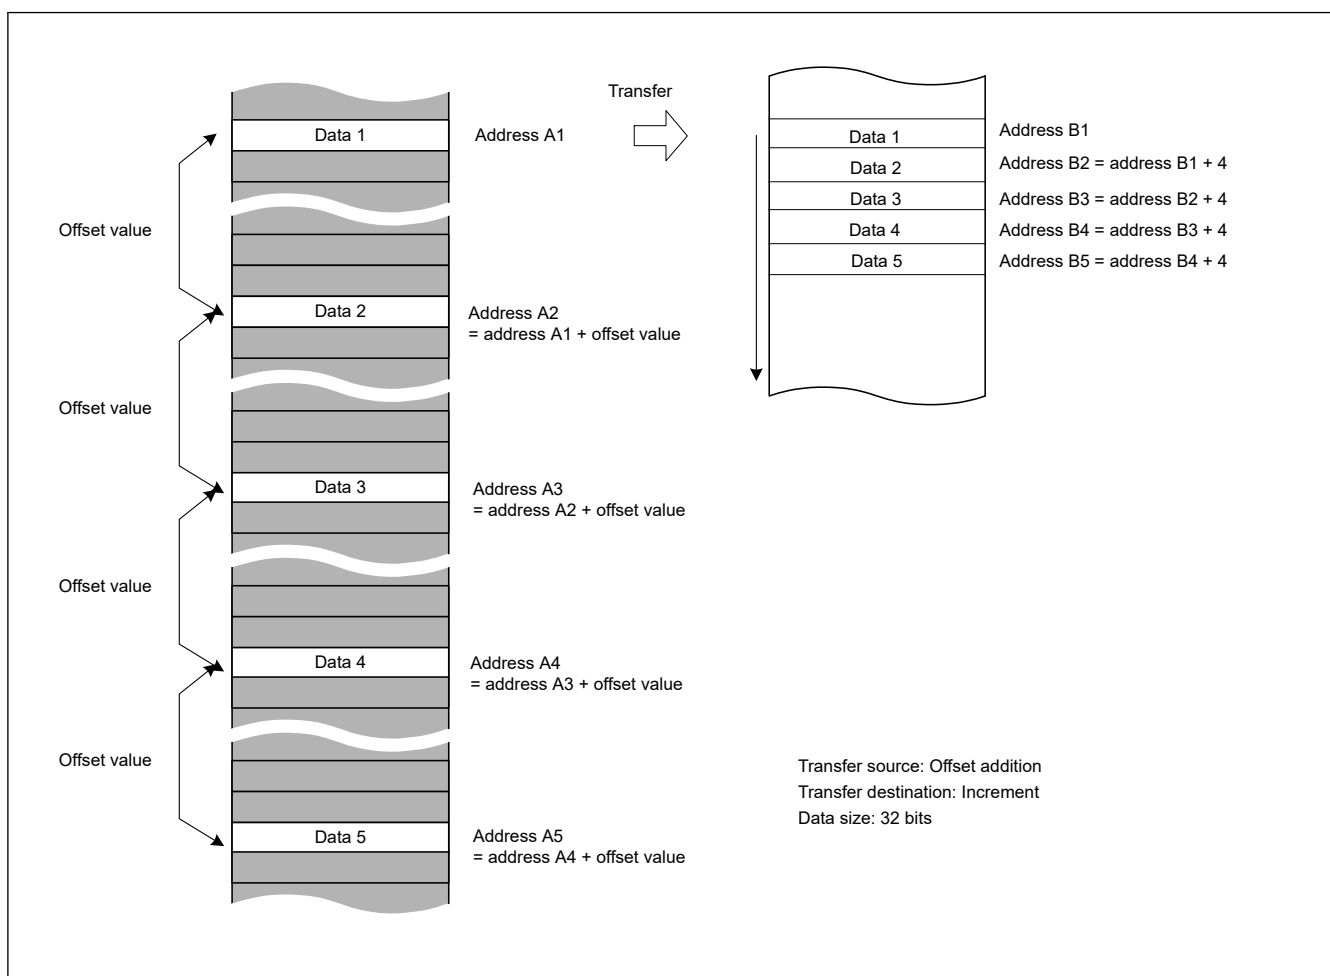 Data 1
Address A1
Offset value
Data 2
Address A2
= address A1 + offset value
Offset value
Data 3
Address A3
= address A2 + offset value
Offset value
Data 4
Address A4
= address A3 + offset value
Offset value
Data 5
Address A5
= address A4 + offset value
Transfer
Data 1
Address B1
Data 2
Address B2 = address B1 + 4
Data 3
Address B3 = address B2 + 4
Data 4
Address B4 = address B3 + 4
Data 5
Address B5 = address B4 + 4
Transfer source: Offset addition
Transfer destination: Increment
Data size: 32 bits